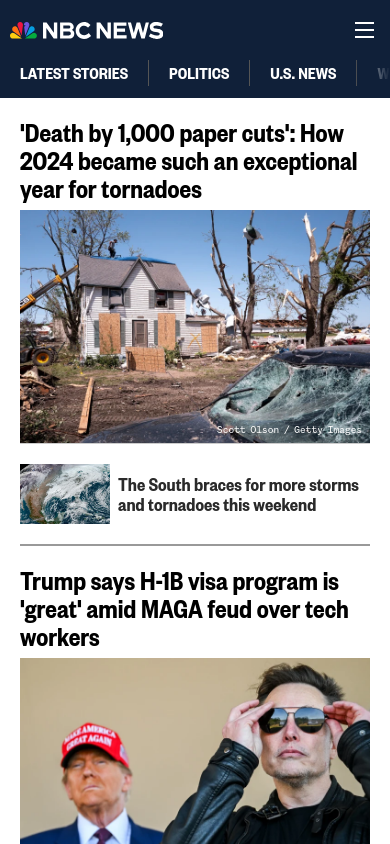 NBC NEWS
LATEST STORIES
POLITICS
U.S. NEWS
'Death by 1,000 paper cuts': How
2024 became such an exceptional
year for tornadoes
Scott Olson / Getty Images
The South braces for more storms
and tornadoes this weekend
Trump says H-1B visa program is
'great' amid MAGA feud over tech
workers
MAKE AMERICA
GREAT AGAIN